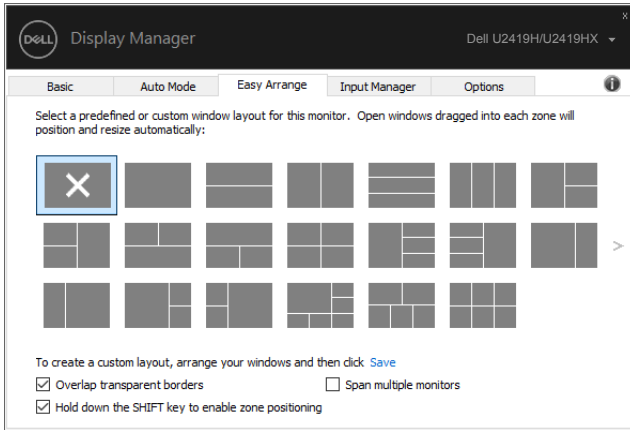 x
DELL Display Manager Dell U2419H/U2419HX
Basic Auto Mode Easy Arrange Input Manager Options i
Select a predefined or custom window layout for this monitor. Open windows dragged into each zone will
position and resize automatically:
>
To create a custom layout, arrange your windows and then click Save
Overlap transparent borders Span multiple monitors
Hold down the SHIFT key to enable zone positioning